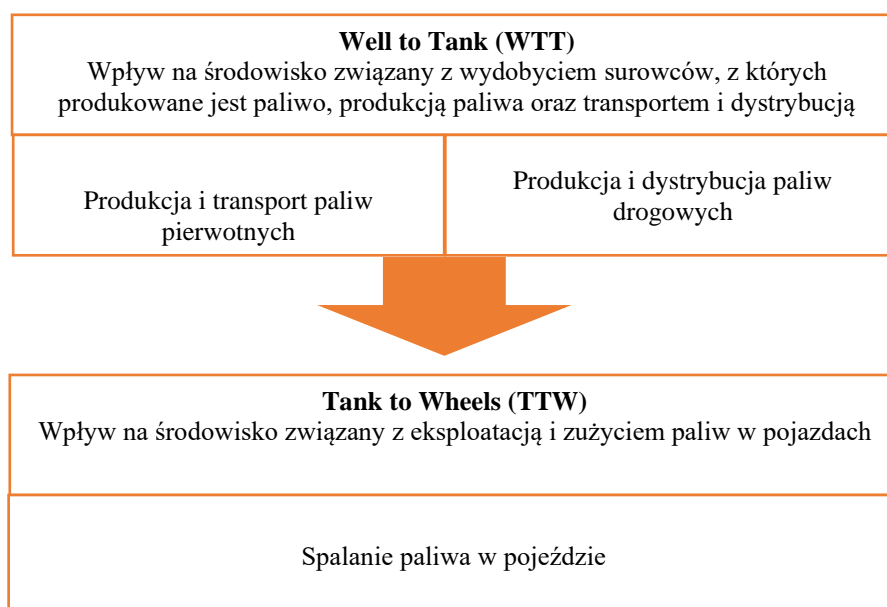 Well to Tank (WTT)
Wpływ na środowisko związany z wydobyciem surowców, z których
produkowane jest paliwo, produkcją paliwa oraz transportem i dystrybucją
Produkcja i transport paliw
pierwotnych
Produkcja i dystrybucja paliw
drogowych
Tank to Wheels (TTW)
Wpływ na środowisko związany z eksploatacją i zużyciem paliw w pojazdach
Spalanie paliwa w pojeździe